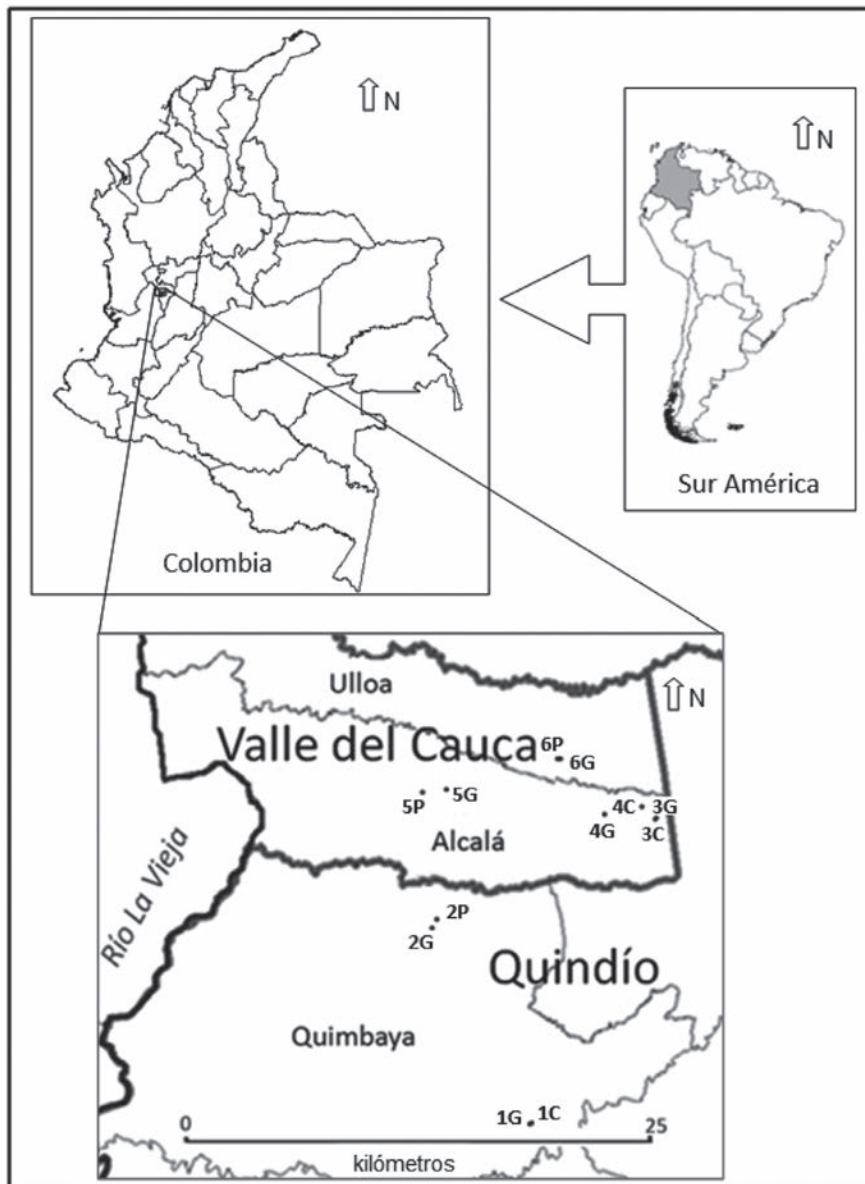 N
N
Colombia
Sur América
N
Ulloa
Valle del Cauca
6P
6G
5P
5G
4C
3G
4G
3C
Alcalá
Río La Vieja
2P
2G
Quindío
Quimbaya
1G
1C
0
25
kilómetros